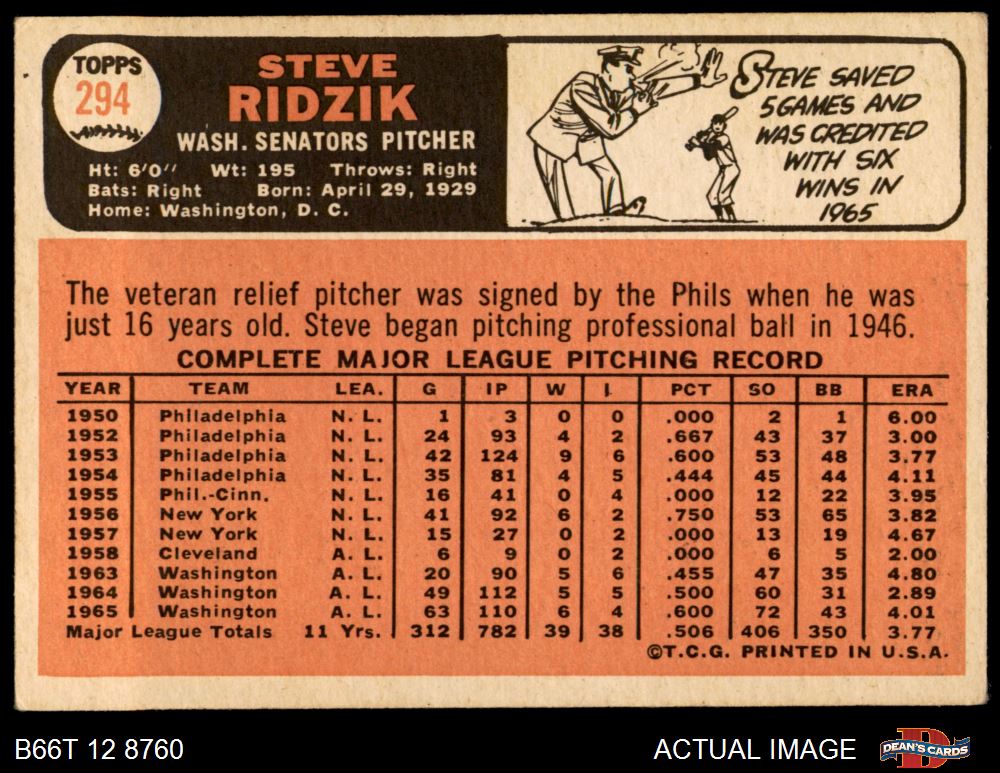 TOPPS
294
STEVE
RIDZIK
WASH. SENATORS PITCHER
Ht: 6'0" Wt: 195 Throws: Right
Bats: Right Born: April 29, 1929
Home: Washington, D. C.
STEVE SAVED
5 GAMES AND
WAS CREDITED
WITH SIX
WINS IN
1965
The veteran relief pitcher was signed by the Phils when he was
just 16 years old. Steve began pitching professional ball in 1946.
COMPLETE MAJOR LEAGUE PITCHING RECORD
YEAR TEAM LEA. G IP W L PCT SO BB ERA
1950 Philadelphia N. L. 1 3 0 0 .000 2 1 6.00
1952 Philadelphia N. L. 24 93 4 2 .667 43 37 3.00
1953 Philadelphia N. L. 42 124 9 6 .600 53 48 3.77
1954 Philadelphia N. L. 35 81 4 5 .444 45 44 4.11
1955 Phil.-Cinn. N. L. 16 41 0 4 .000 12 22 3.95
1956 New York N. L. 41 92 6 2 .750 53 65 3.82
1957 New York N. L. 15 27 0 2 .000 13 19 4.67
1958 Cleveland A. L. 6 9 0 2 .000 6 5 2.00
1963 Washington A. L. 20 90 5 6 .455 47 35 4.80
1964 Washington A. L. 49 112 5 5 .500 60 31 2.89
1965 Washington A. L. 63 110 6 4 .600 72 43 4.01
Major League Totals 11 Yrs. 312 782 39 38 .506 406 350 3.77
©T.C.G. PRINTED IN U.S.A.
B66T 12 8760 ACTUAL IMAGE DEAN'S CARDS